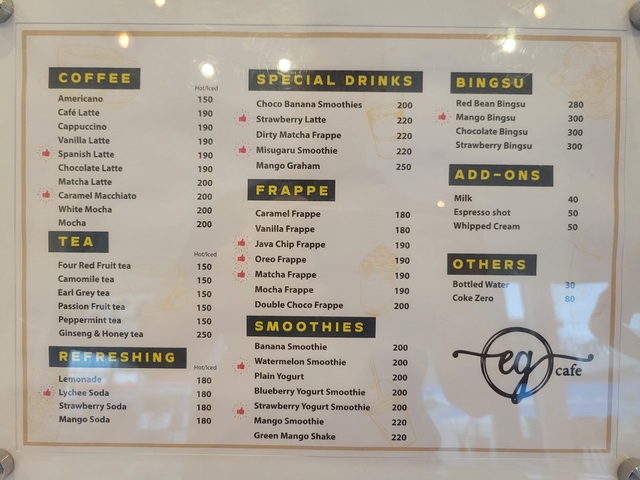 COFFEE
Hot/Iced
Americano 150
Café Latte 190
Cappuccino 190
Vanilla Latte 190
Spanish Latte 190
Chocolate Latte 190
Matcha Latte 200
Caramel Macchiato 200
White Mocha 200
Mocha 200
TEA
Hot/Iced
Four Red Fruit tea 150
Camomile tea 150
Earl Grey tea 150
Passion Fruit tea 150
Peppermint tea 150
Ginseng & Honey tea 250
REFRESHING
Hot/Iced
Lemonade 180
Lychee Soda 180
Strawberry Soda 180
Mango Soda 180
SPECIAL DRINKS
Choco Banana Smoothies 200
Strawberry Latte 220
Dirty Matcha Frappe 220
Misugaru Smoothie 220
Mango Graham 250
FRAPPE
Caramel Frappe 180
Vanilla Frappe 180
Java Chip Frappe 190
Oreo Frappe 190
Matcha Frappe 190
Mocha Frappe 190
Double Choco Frappe 200
SMOOTHIES
Banana Smoothie 200
Watermelon Smoothie 200
Plain Yogurt 200
Blueberry Yogurt Smoothie 200
Strawberry Yogurt Smoothie 200
Mango Smoothie 200
Green Mango Shake 220
BINGSU
Red Bean Bingsu 280
Mango Bingsu 300
Chocolate Bingsu 300
Strawberry Bingsu 300
ADD-ONS
Milk 40
Espresso shot 50
Whipped Cream 50
OTHERS
Bottled Water 30
Coke Zero 80
eg cafe